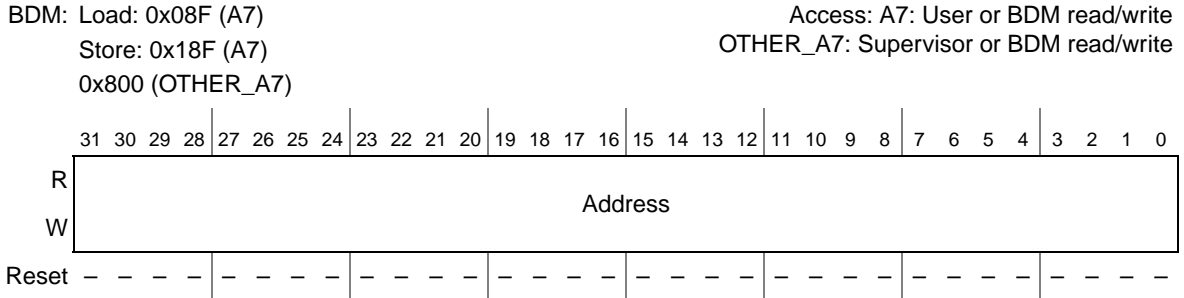 BDM: Load: 0x08F (A7)
Store: 0x18F (A7)
0x800 (OTHER_A7)
Access: A7: User or BDM read/write
OTHER_A7: Supervisor or BDM read/write
31 30 29 28 27 26 25 24 23 22 21 20 19 18 17 16 15 14 13 12 11 10 9 8 7 6 5 4 3 2 1 0
R
Address
W
Reset – – – – – – – – – – – – – – – – – – – – – – – – – – – – – – – –